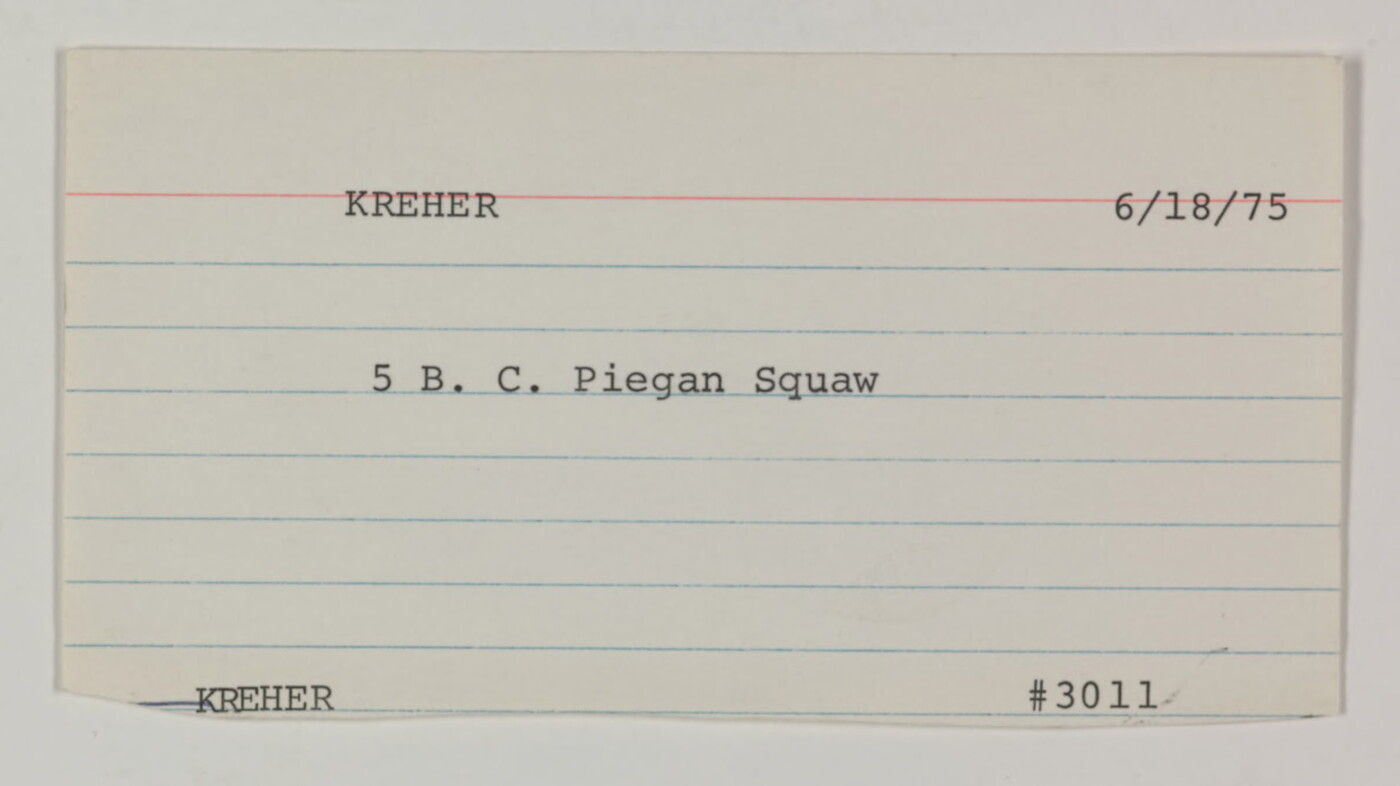 KREHER 6/18/75
5 B. C. Piegan Squaw
KREHER #3011